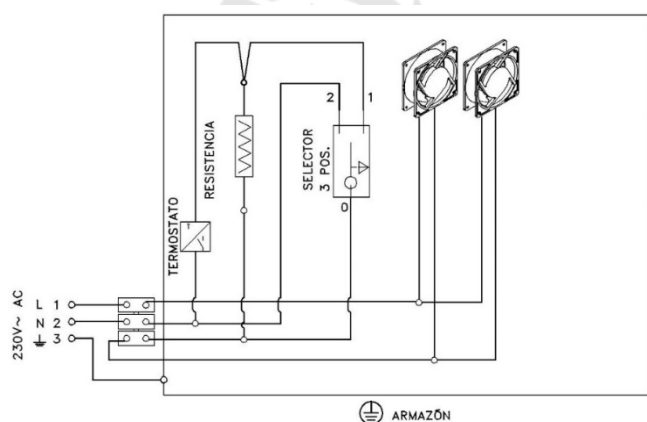 2
1
RESISTENCIA
SELECTOR
3 POS.
0
TERMOSTATO
230V~ AC
L 1
N 2
3
ARMAZÓN